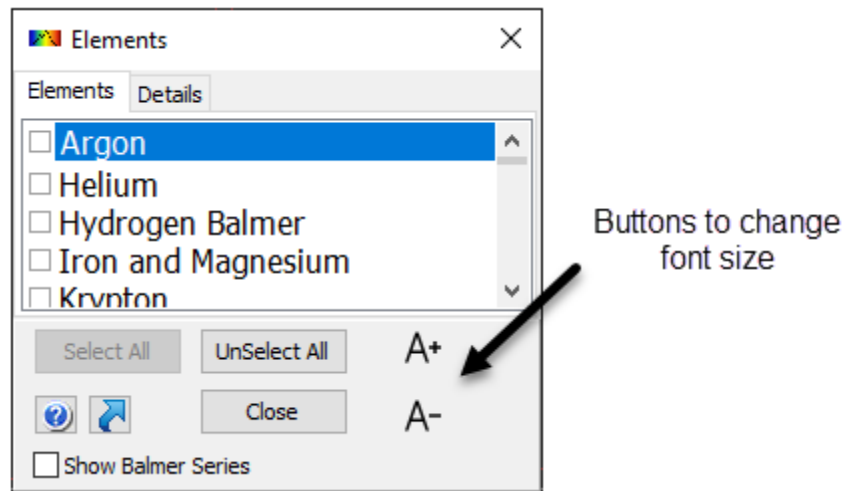 Elements
Elements Details
Argon
Helium
Hydrogen Balmer
Iron and Magnesium
Krypton
Buttons to change
font size
Select All UnSelect All A+
Close A-
Show Balmer Series